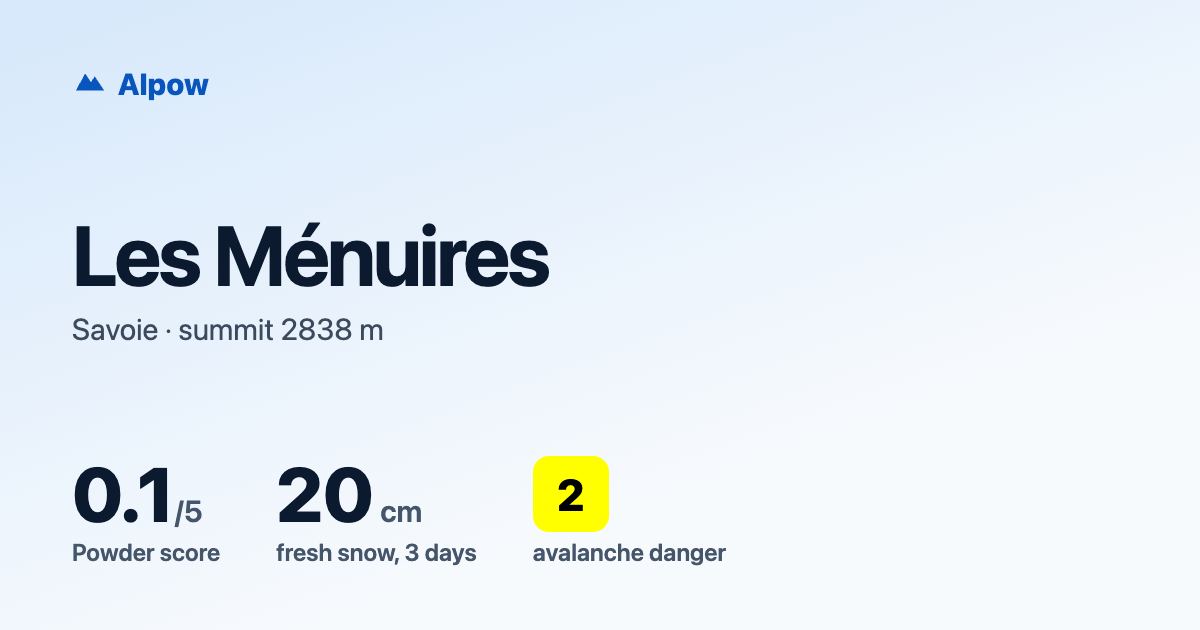 Alpow
Les Ménuires
Savoie · summit 2838 m
0.1/5 20 cm 2
Powder score fresh snow, 3 days avalanche danger